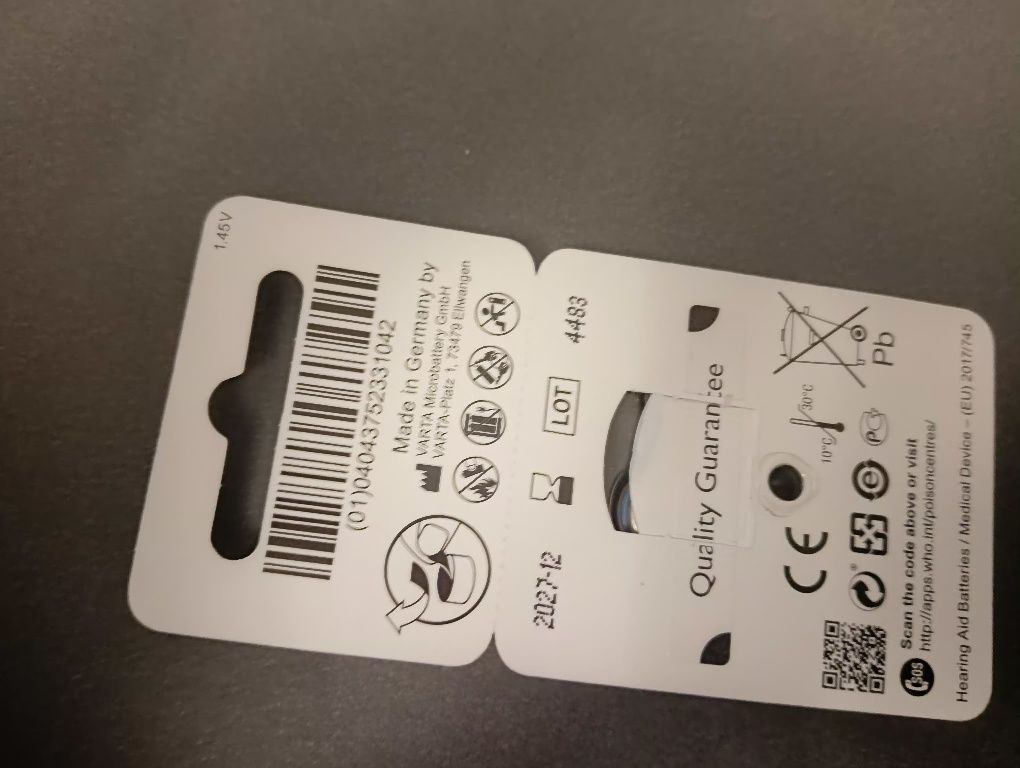 1.45V
(01)04043752331042
Made in Germany by
VARTA Microbattery GmbH
VARTA-Platz 1, 73479 Ellwangen
2027-12 LOT 4483
Quality Guarantee
CE 10°C 30°C Pb
SOS Scan the code above or visit
http://apps.who.int/poisoncentres/
Hearing Aid Batteries / Medical Device – (EU) 2017/745